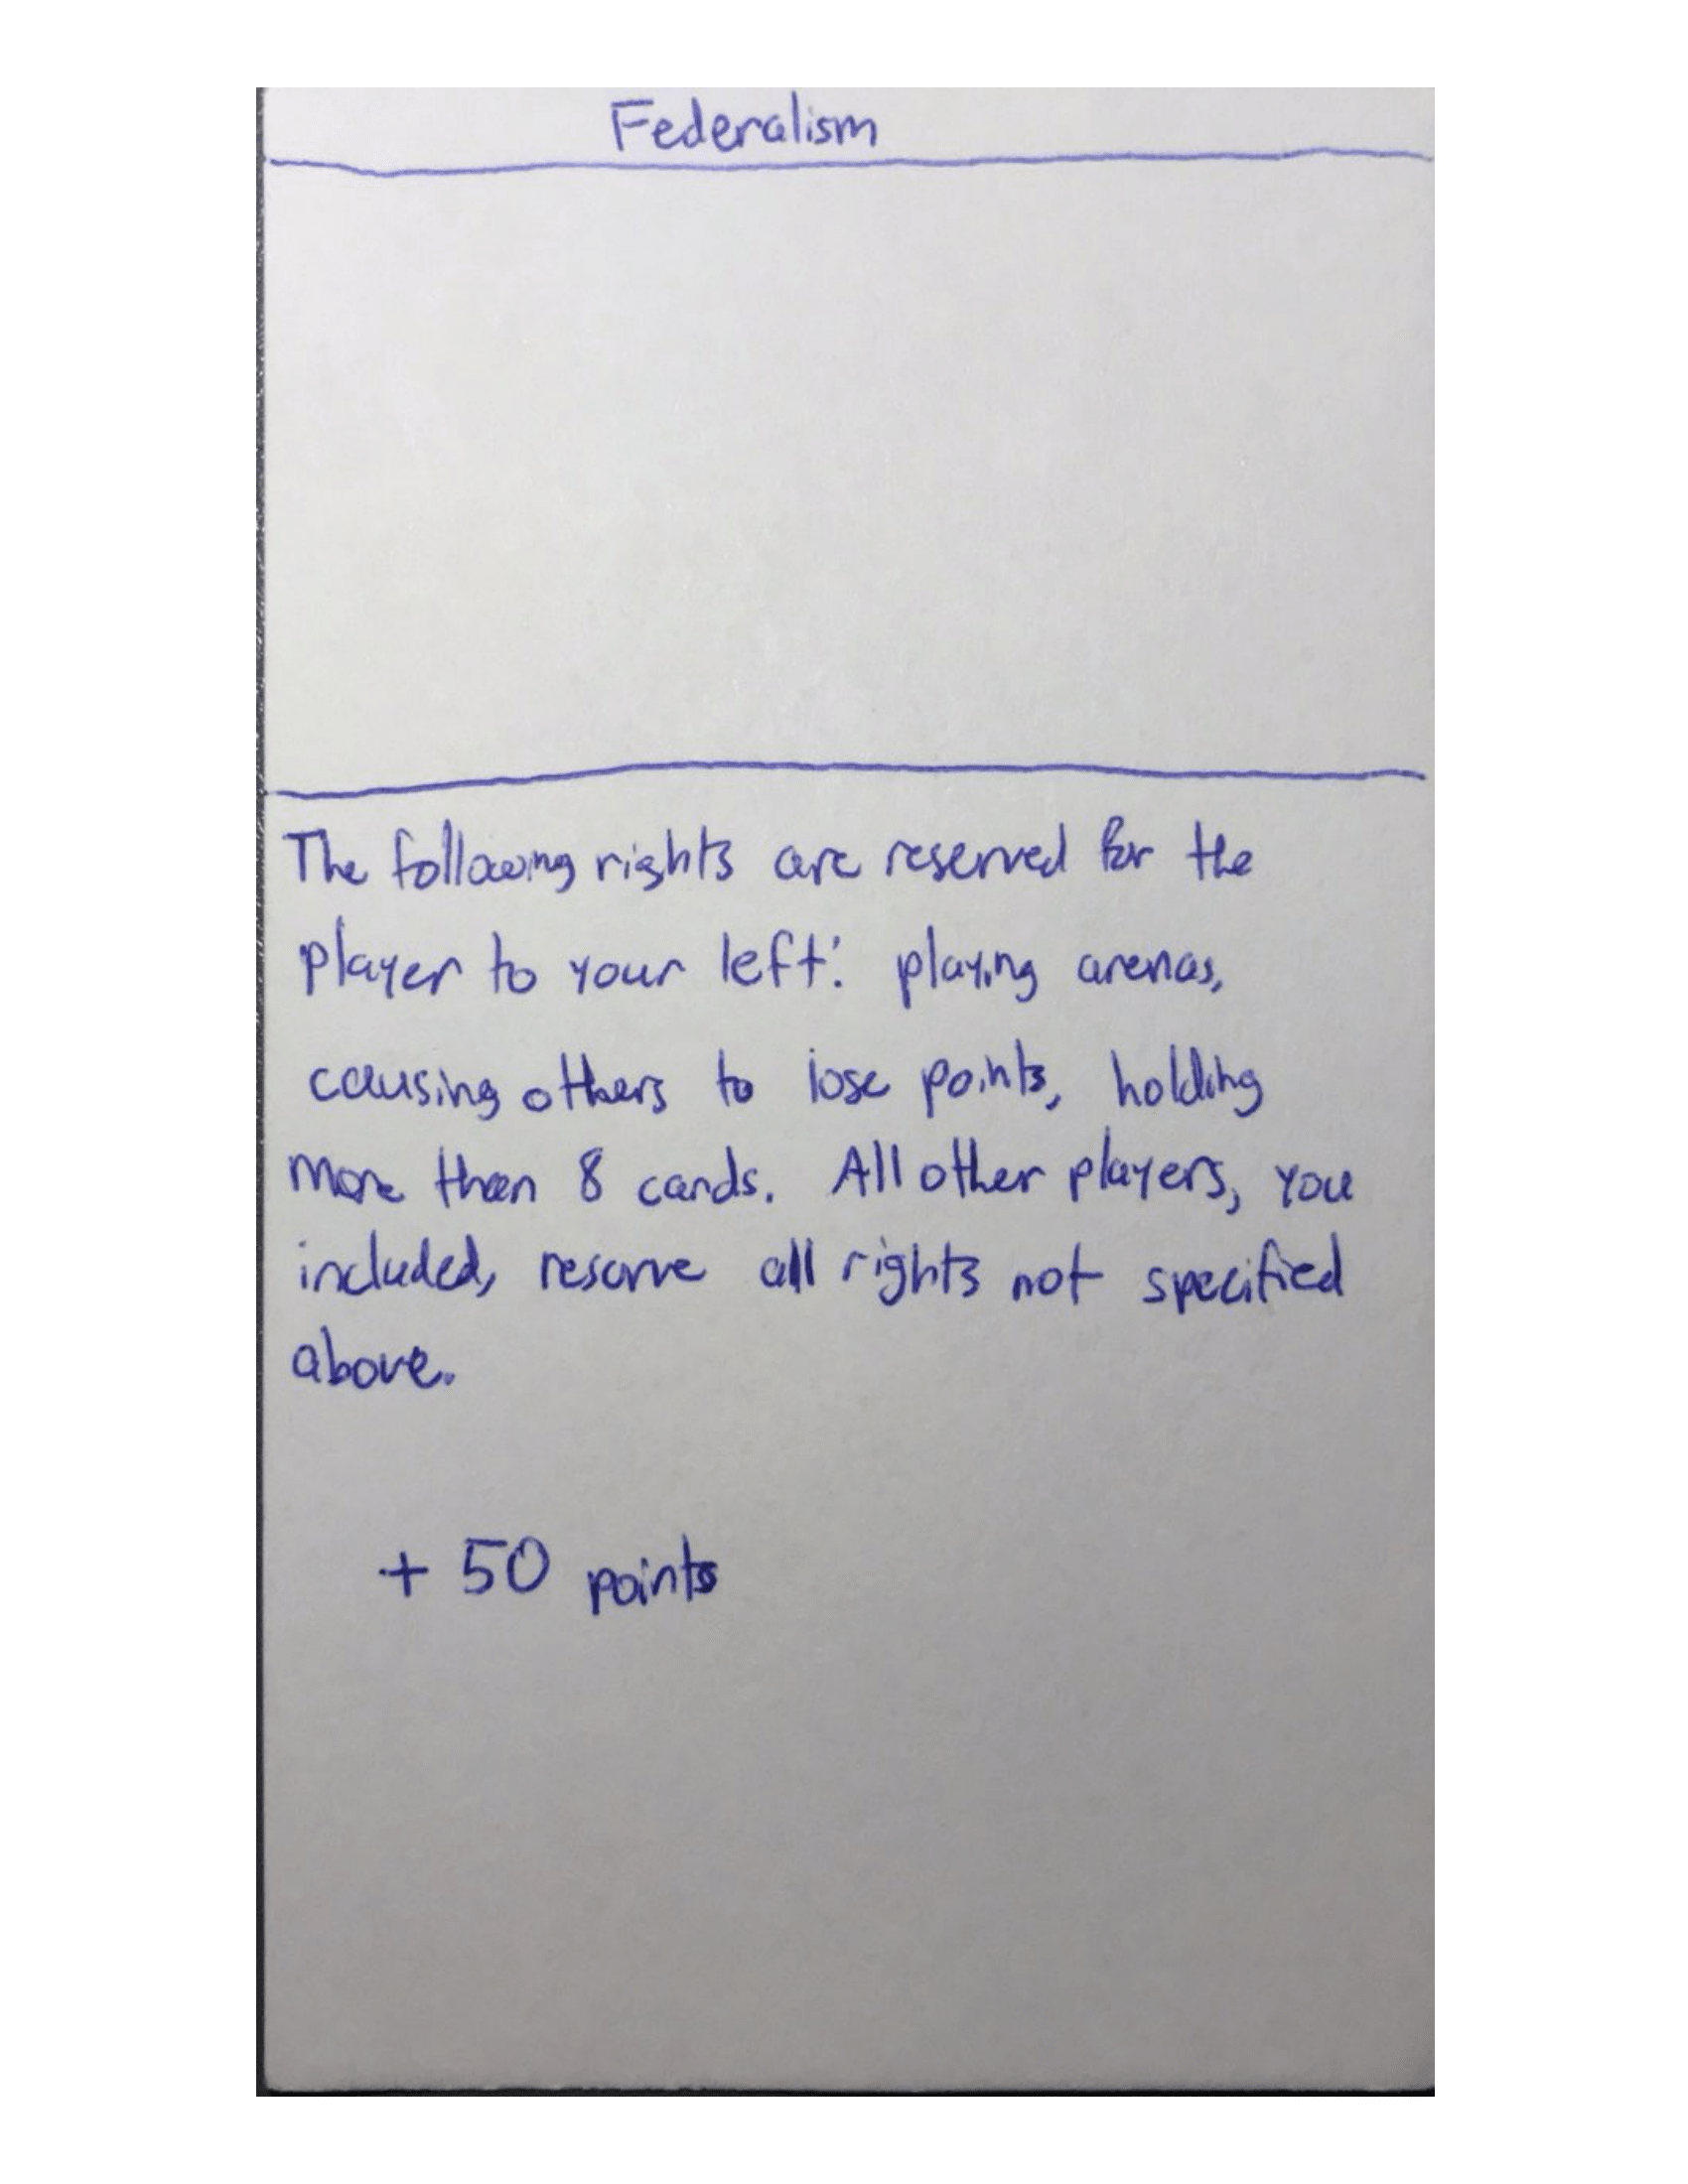 Federalism
The following rights are reserved for the
player to your left: playing arenas,
causing others to lose points, holding
more than 8 cards. All other players, you
included, reserve all rights not specified
above.
+ 50 points